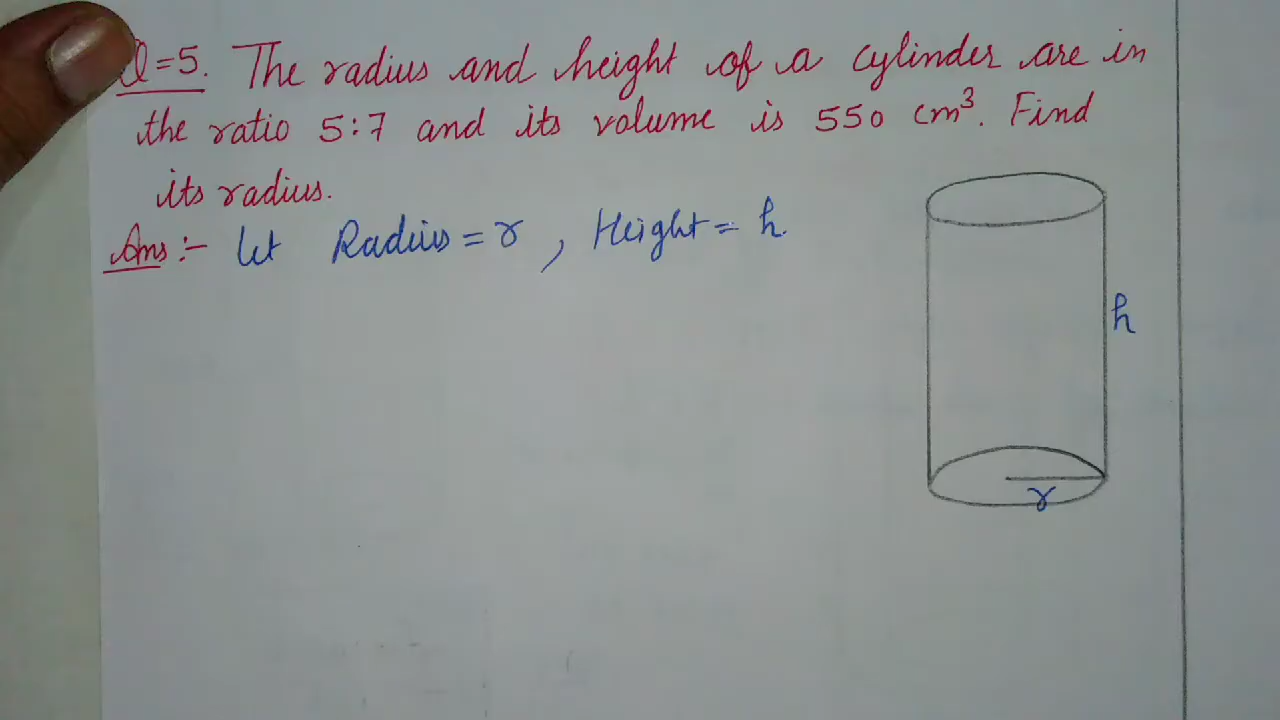 Q=5. The radius and height of a cylinder are in
the ratio 5:7 and its volume is 550 cm³. Find
its radius.
Ans :- Let Radius = r , Height = h
h
r